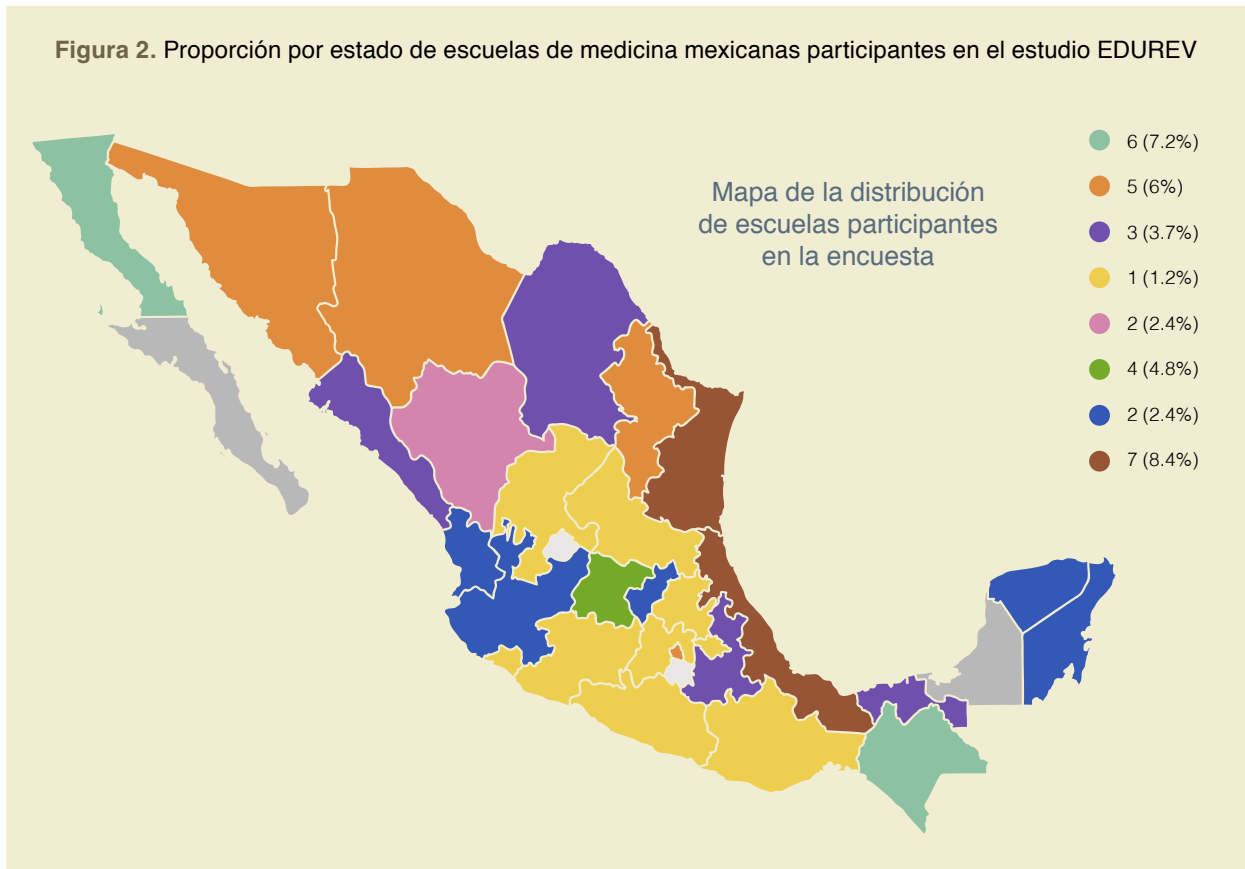 Figura 2. Proporción por estado de escuelas de medicina mexicanas participantes en el estudio EDUREV
Mapa de la distribución
de escuelas participantes
en la encuesta
6 (7.2%)
5 (6%)
3 (3.7%)
1 (1.2%)
2 (2.4%)
4 (4.8%)
2 (2.4%)
7 (8.4%)